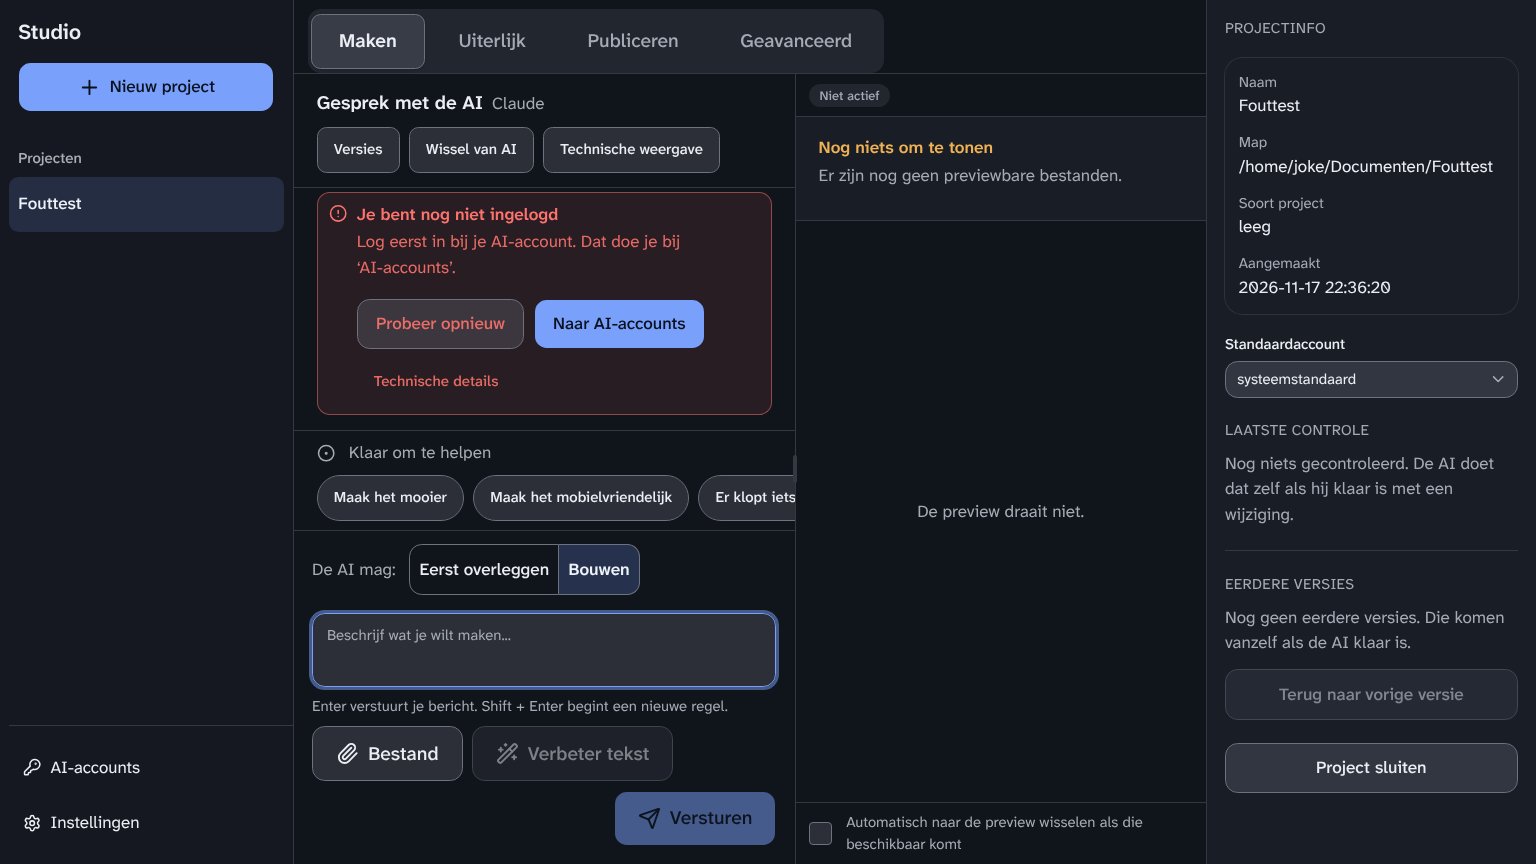 Studio
Nieuw project
Projecten
Fouttest
AI-accounts
Instellingen
Maken
Uiterlijk
Publiceren
Geavanceerd
Gesprek met de AI Claude
Versies
Wissel van AI
Technische weergave
Je bent nog niet ingelogd
Log eerst in bij je AI-account. Dat doe je bij
‘AI-accounts’.
Probeer opnieuw
Naar AI-accounts
Technische details
Klaar om te helpen
Maak het mooier
Maak het mobielvriendelijk
Er klopt iets
De AI mag:
Eerst overleggen
Bouwen
Beschrijf wat je wilt maken...
Enter verstuurt je bericht. Shift + Enter begint een nieuwe regel.
Bestand
Verbeter tekst
Versturen
Niet actief
Nog niets om te tonen
Er zijn nog geen previewbare bestanden.
De preview draait niet.
Automatisch naar de preview wisselen als die
beschikbaar komt
PROJECTINFO
Naam
Fouttest
Map
/home/joke/Documenten/Fouttest
Soort project
leeg
Aangemaakt
2026-11-17 22:36:20
Standaardaccount
systeemstandaard
LAATSTE CONTROLE
Nog niets gecontroleerd. De AI doet
dat zelf als hij klaar is met een
wijziging.
EERDERE VERSIES
Nog geen eerdere versies. Die komen
vanzelf als de AI klaar is.
Terug naar vorige versie
Project sluiten